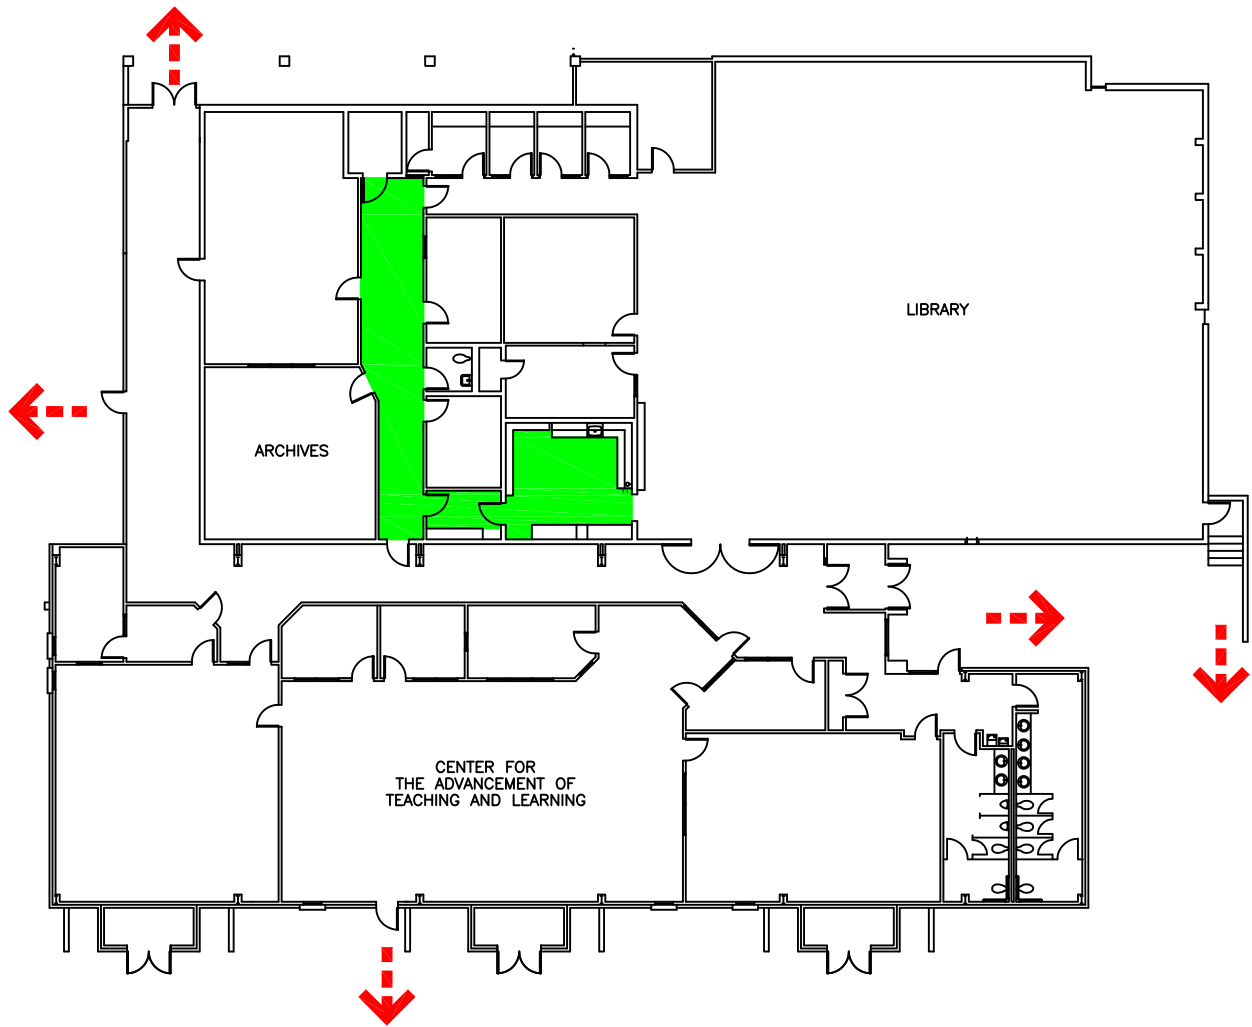 LIBRARY
ARCHIVES
CENTER FOR
THE ADVANCEMENT OF
TEACHING AND LEARNING